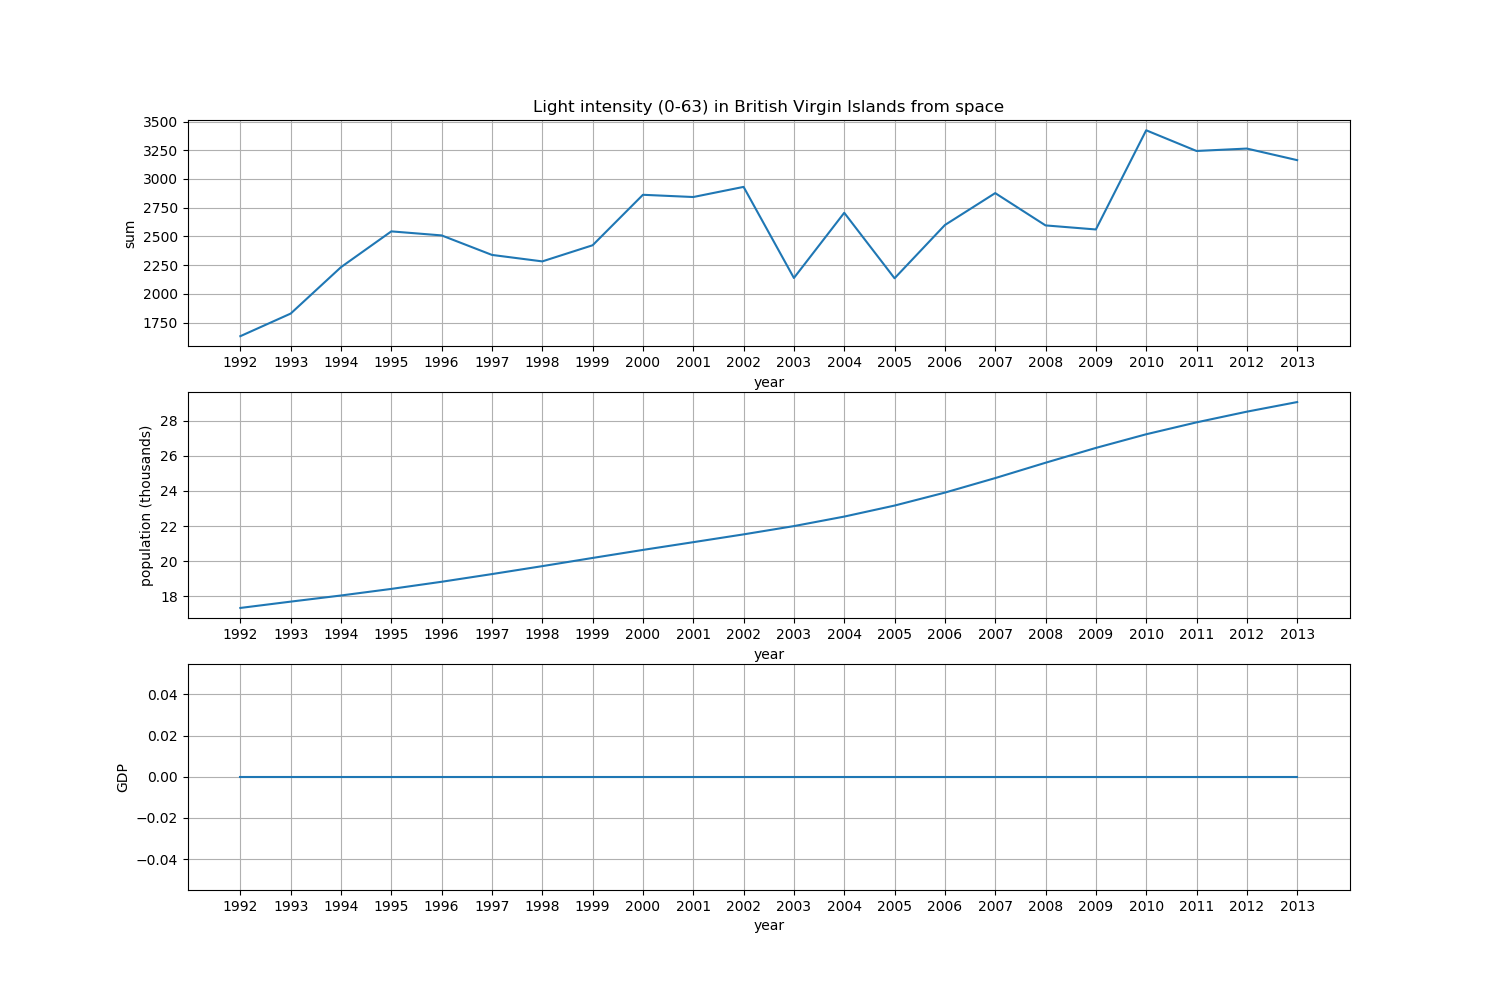 Light intensity (0-63) in British Virgin Islands from space
3500
3250
3000
2750
2500
2250
2000
1750
sum
1992 1993 1994 1995 1996 1997 1998 1999 2000 2001 2002 2003 2004 2005 2006 2007 2008 2009 2010 2011 2012 2013
year
28
26
24
22
20
18
population (thousands)
1992 1993 1994 1995 1996 1997 1998 1999 2000 2001 2002 2003 2004 2005 2006 2007 2008 2009 2010 2011 2012 2013
year
0.04
0.02
0.00
−0.02
−0.04
GDP
1992 1993 1994 1995 1996 1997 1998 1999 2000 2001 2002 2003 2004 2005 2006 2007 2008 2009 2010 2011 2012 2013
year